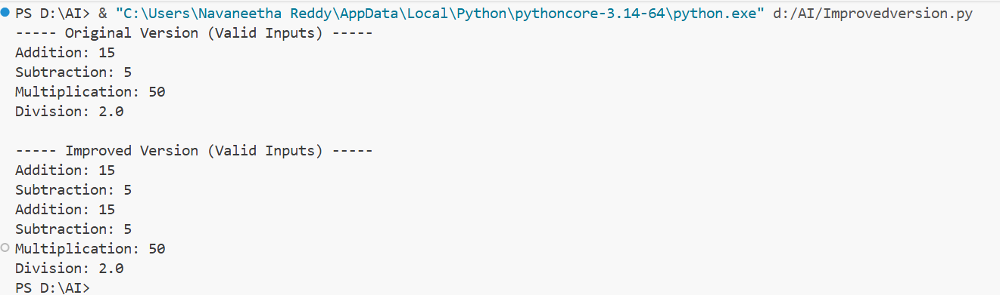 PS D:\AI> & "C:\Users\Navaneetha Reddy\AppData\Local\Python\pythoncore-3.14-64\python.exe" d:/AI/Improvedversion.py
----- Original Version (Valid Inputs) -----
Addition: 15
Subtraction: 5
Multiplication: 50
Division: 2.0
----- Improved Version (Valid Inputs) -----
Addition: 15
Subtraction: 5
Addition: 15
Subtraction: 5
Multiplication: 50
Division: 2.0
PS D:\AI>